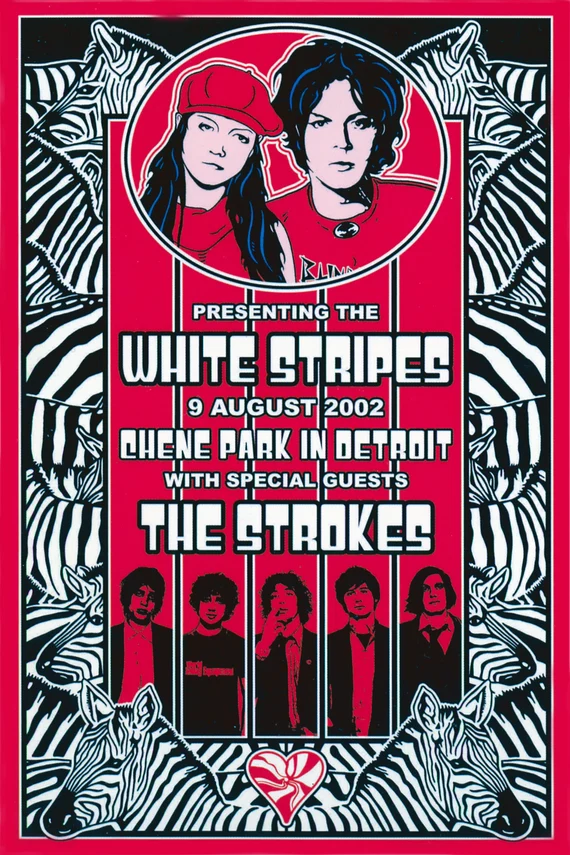 PRESENTING THE
WHITE STRIPES
9 AUGUST 2002
CHENE PARK IN DETROIT
WITH SPECIAL GUESTS
THE STROKES